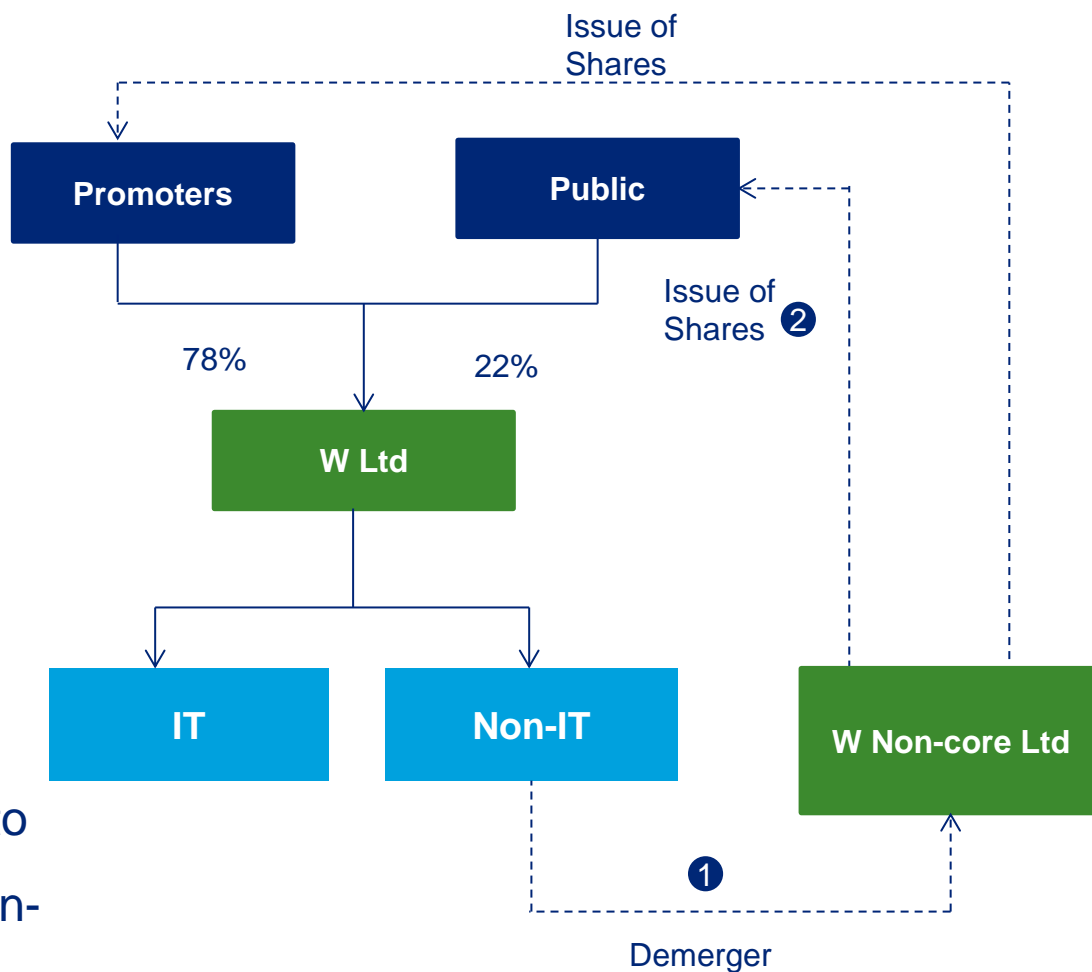 Issue of
Shares
Promoters
Public
Issue of
Shares 2
78%
22%
W Ltd
IT
Non-IT
W Non-core Ltd
1
Demerger